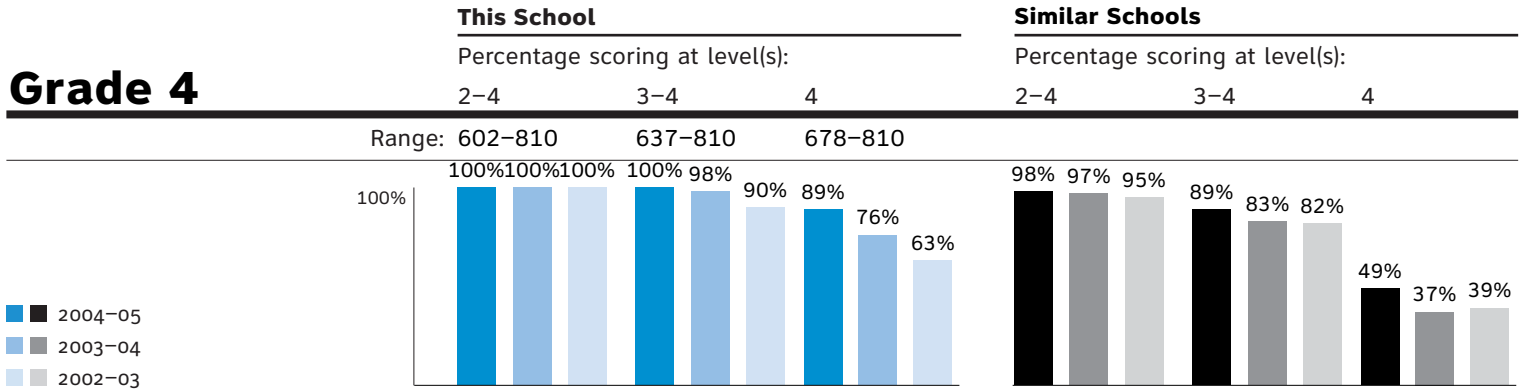 This School Similar Schools
Percentage scoring at level(s): Percentage scoring at level(s):
Grade 4 2–4 3–4 4 2–4 3–4 4
Range: 602–810 637–810 678–810
100% 100% 100% 100% 98% 90% 89% 76% 63% 98% 97% 95% 89% 83% 82% 49% 37% 39%
100%
2004–05
2003–04
2002–03